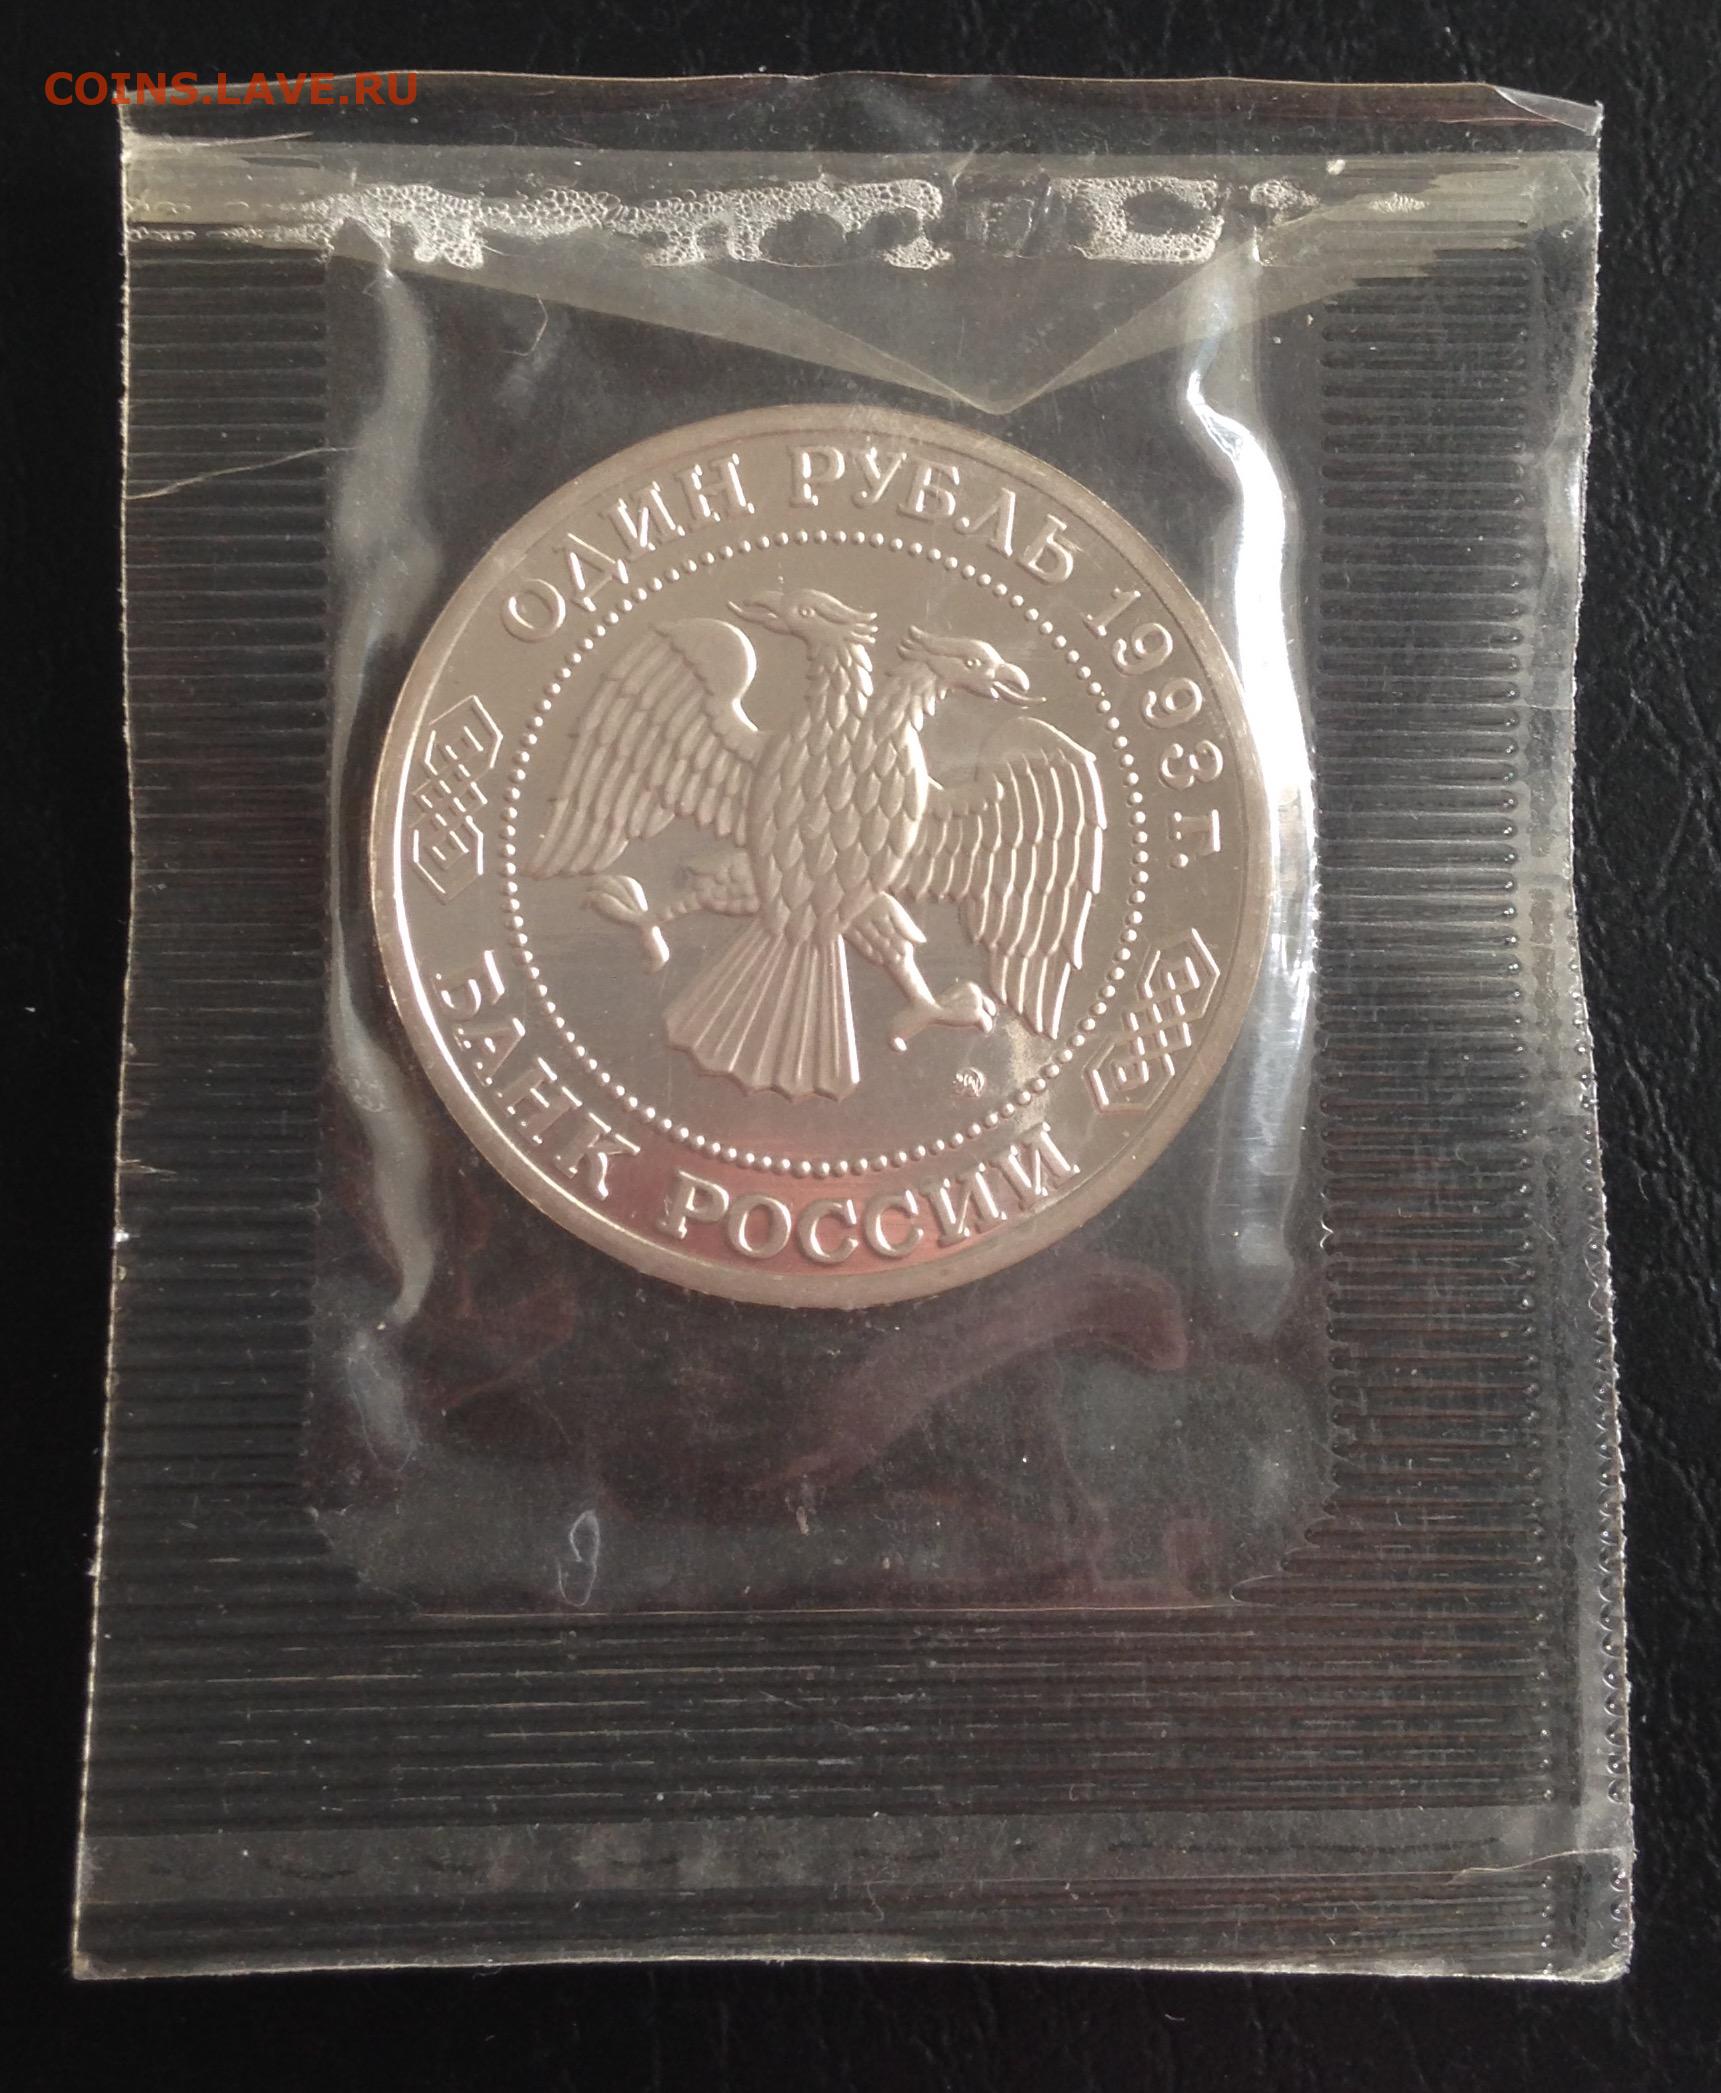 COINS.LAVE.RU
ОДИН РУБЛЬ 1993 г.
БАНК РОССИИ